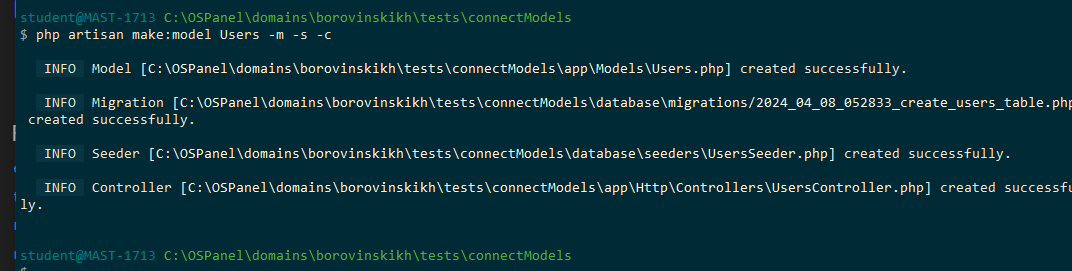 student@MAST-1713 C:\OSPanel\domains\borovinskikh\tests\connectModels
$ php artisan make:model Users -m -s -c
INFO Model [C:\OSPanel\domains\borovinskikh\tests\connectModels\app\Models\Users.php] created successfully.
INFO Migration [C:\OSPanel\domains\borovinskikh\tests\connectModels\database\migrations/2024_04_08_052833_create_users_table.php
created successfully.
INFO Seeder [C:\OSPanel\domains\borovinskikh\tests\connectModels\database\seeders\UsersSeeder.php] created successfully.
INFO Controller [C:\OSPanel\domains\borovinskikh\tests\connectModels\app\Http\Controllers\UsersController.php] created successfu
ly.
student@MAST-1713 C:\OSPanel\domains\borovinskikh\tests\connectModels